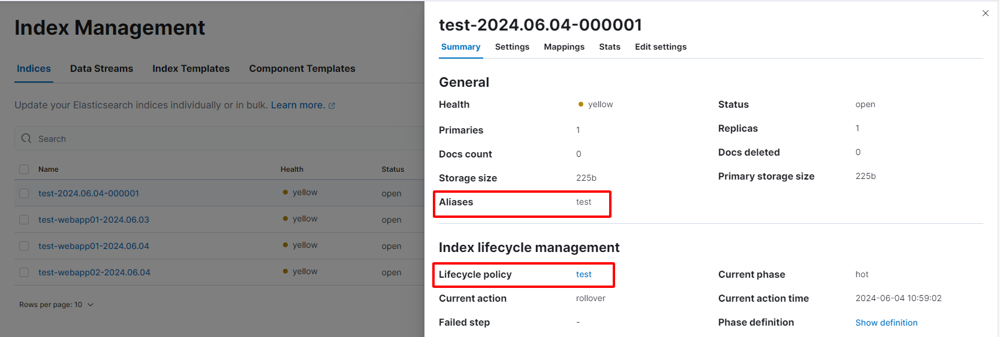 Index Management
Indices Data Streams Index Templates Component Templates
Update your Elasticsearch indices individually or in bulk. Learn more.
Search
Name Health Status
test-2024.06.04-000001 yellow open
test-webapp01-2024.06.03 yellow open
test-webapp01-2024.06.04 yellow open
test-webapp02-2024.06.04 yellow open
Rows per page: 10
test-2024.06.04-000001
Summary Settings Mappings Stats Edit settings
General
Health yellow Status open
Primaries 1 Replicas 1
Docs count 0 Docs deleted 0
Storage size 225b Primary storage size 225b
Aliases test
Index lifecycle management
Lifecycle policy test Current phase hot
Current action rollover Current action time 2024-06-04 10:59:02
Failed step - Phase definition Show definition